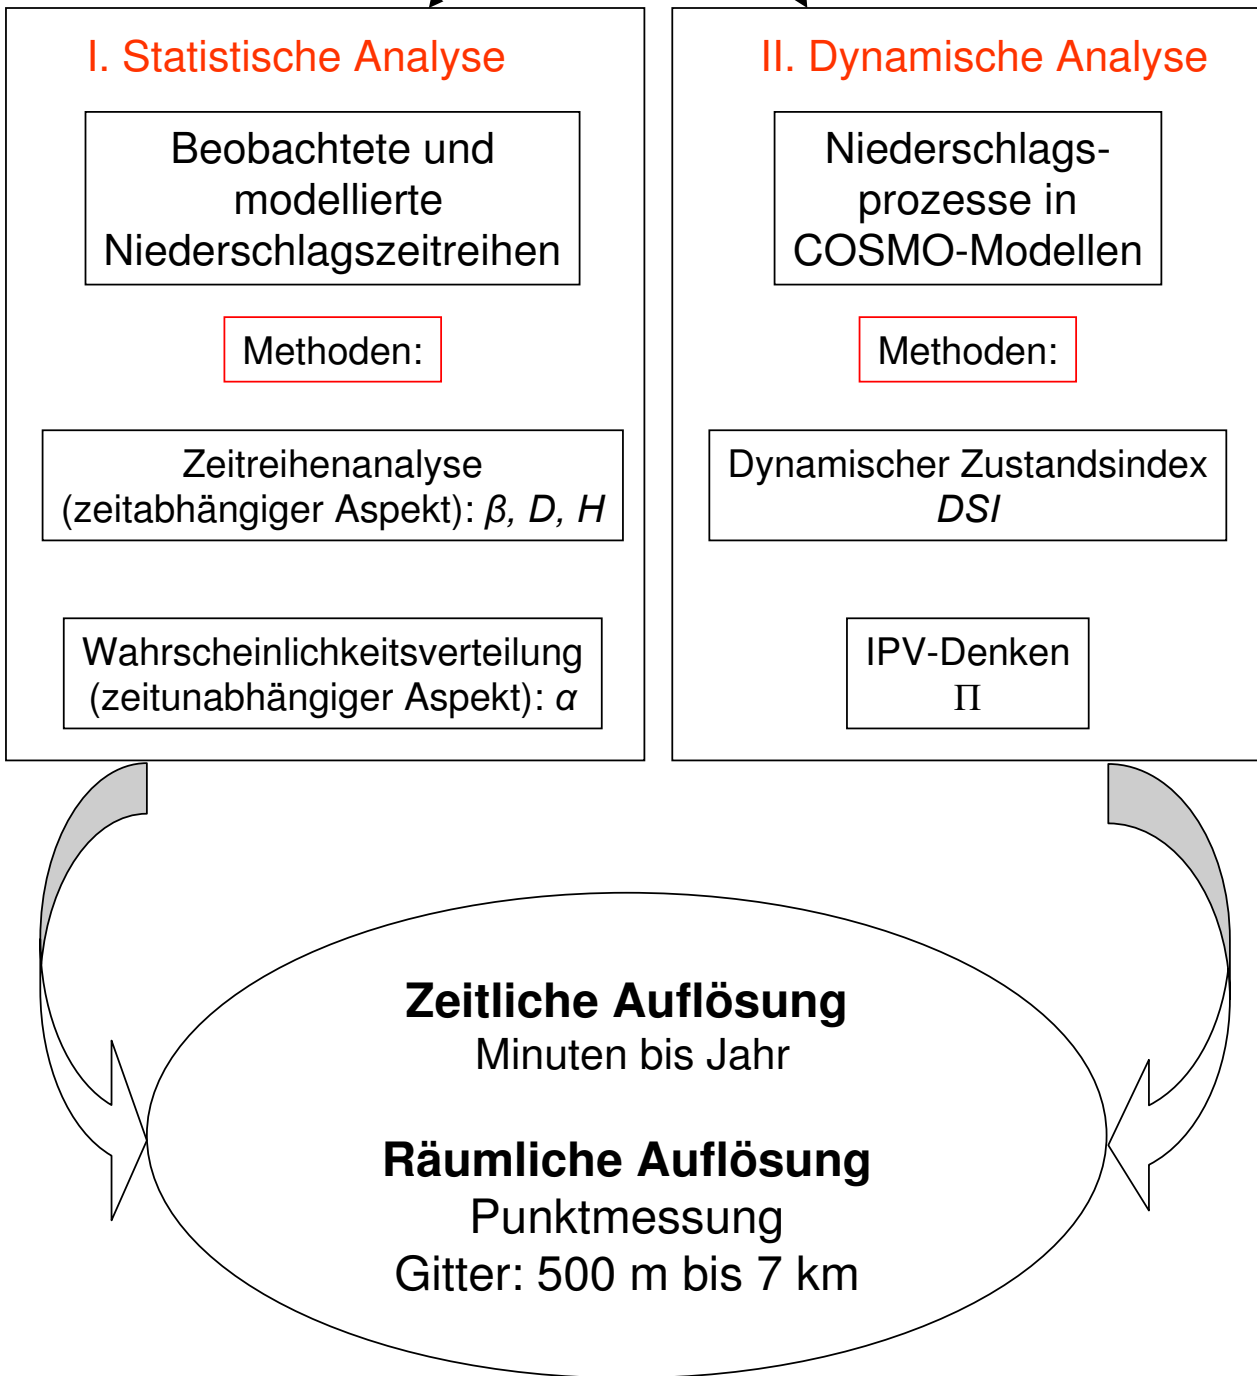 I. Statistische Analyse
Beobachtete und
modellierte
Niederschlagszeitreihen
Methoden:
Zeitreihenanalyse
(zeitabhängiger Aspekt): β, D, H
Wahrscheinlichkeitsverteilung
(zeitunabhängiger Aspekt): α
II. Dynamische Analyse
Niederschlags-
prozesse in
COSMO-Modellen
Methoden:
Dynamischer Zustandsindex
DSI
IPV-Denken
Π
Zeitliche Auflösung
Minuten bis Jahr
Räumliche Auflösung
Punktmessung
Gitter: 500 m bis 7 km